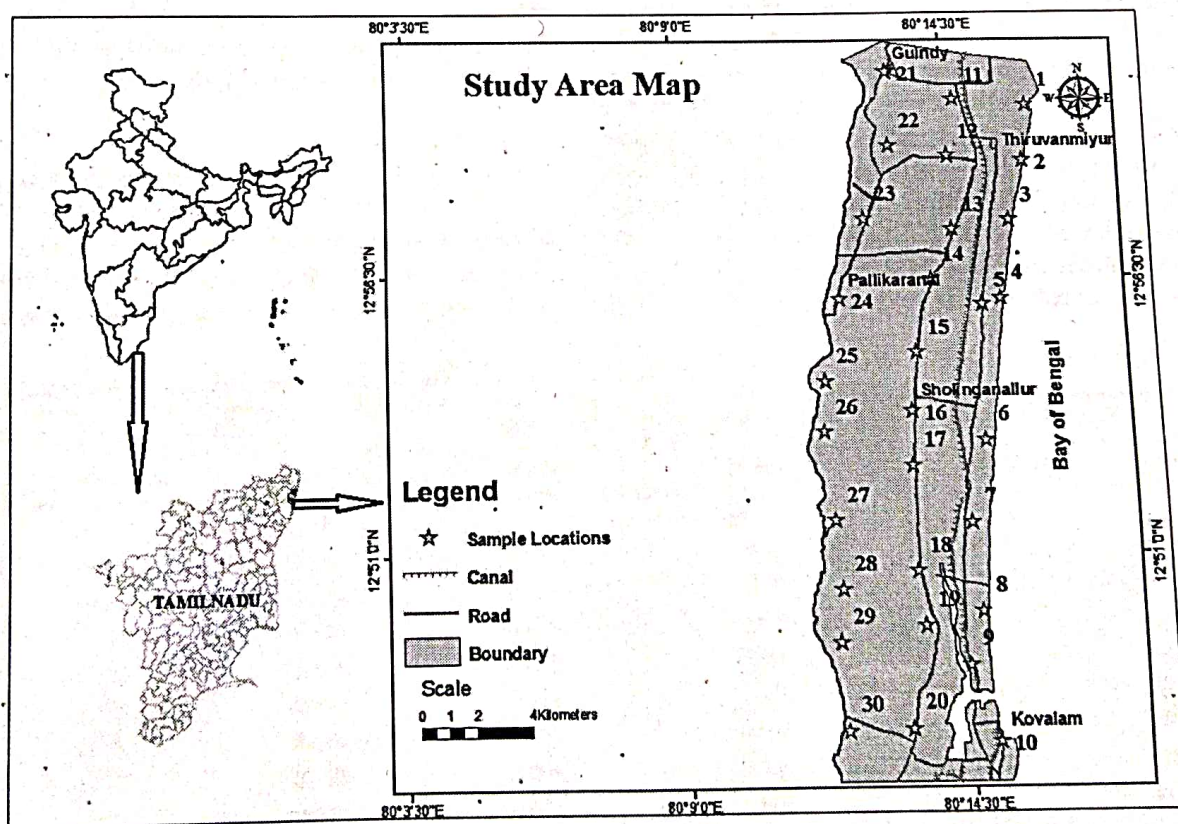 80°3'30"E 80°9'0"E 80°14'30"E
Study Area Map
Guindy
21
11
1
N
W E
S
22
12
Thiruvanmiyur
2
23
13
3
12°56'30"N
14
4
12°56'30"N
Pallikaranai
5
24
15
25
Sholinganallur
26
16
6
17
Bay of Bengal
Legend
27
7
Sample Locations
18
12°51'0"N
28
12°51'0"N
Canal
8
19
TAMILNADU
29
Road
9
Boundary
Scale
30
20
0 1 2 4Kilometers
Kovalam
10
80°3'30"E 80°9'0"E 80°14'30"E